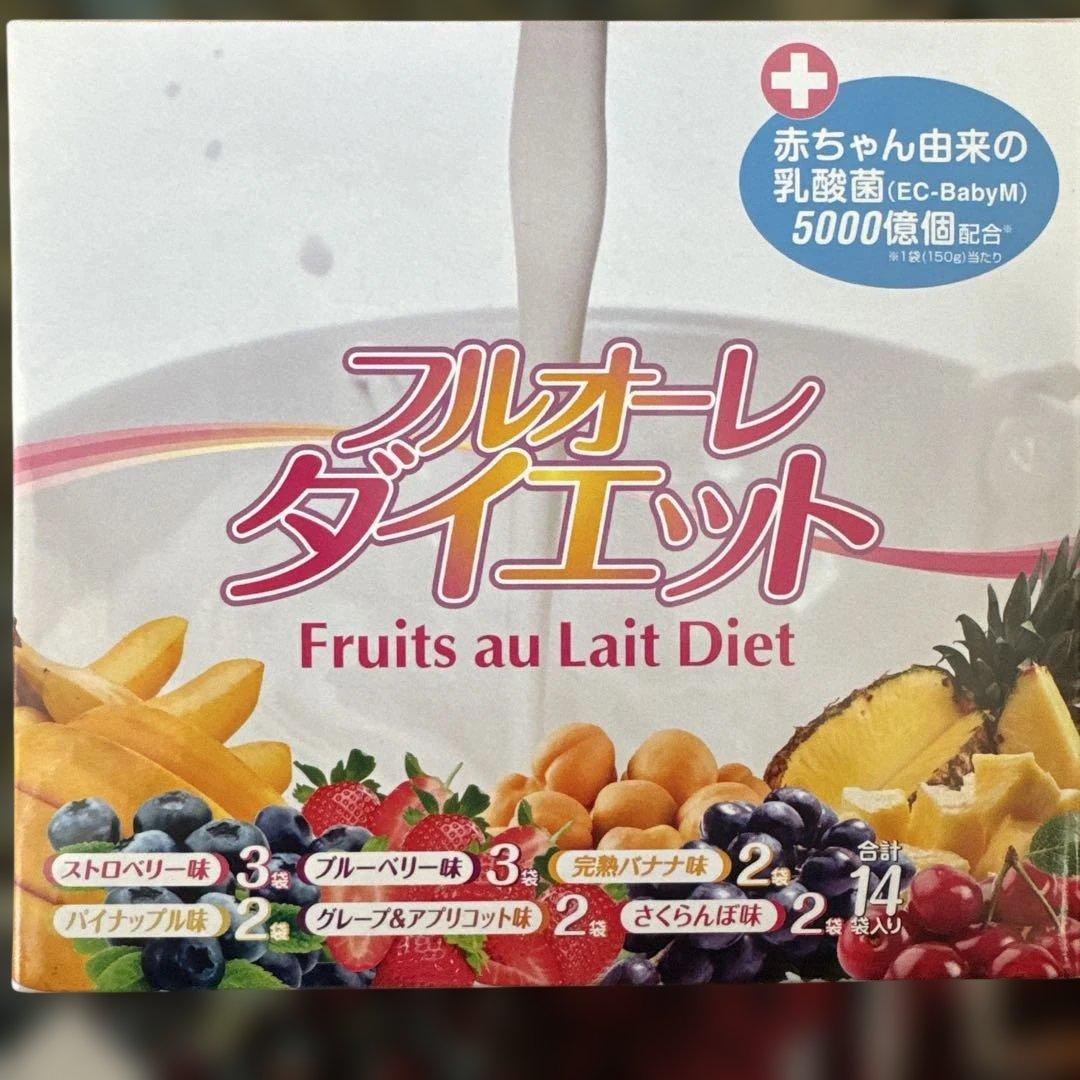 赤ちゃん由来の
乳酸菌(EC-BabyM)
5000億個配合※
※1袋(150g)当たり
フルオーレ
ダイエット
Fruits au Lait Diet
ストロベリー味 3袋 ブルーベリー味 3袋 完熟バナナ味 2袋
パイナップル味 2袋 グレープ&アプリコット味 2袋 さくらんぼ味 2袋
合計
14
袋入り